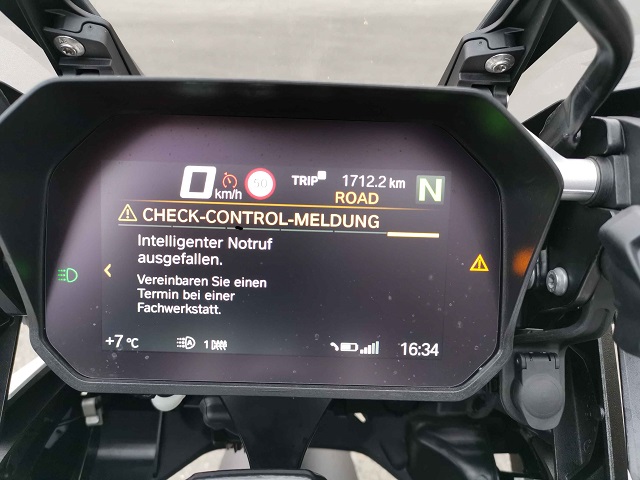 0 km/h 50 TRIP 1712.2 km N
ROAD
CHECK-CONTROL-MELDUNG
Intelligenter Notruf
ausgefallen.
Vereinbaren Sie einen
Termin bei einer
Fachwerkstatt.
+7 °C A 1 16:34